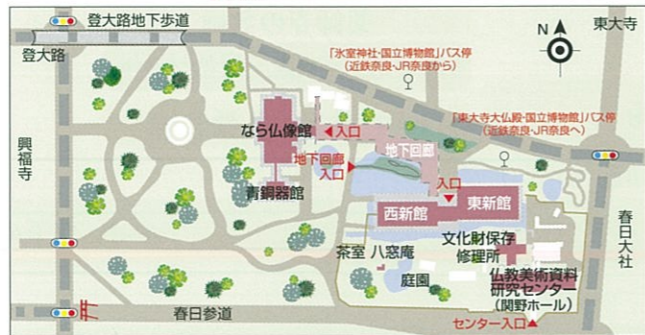 登大路地下歩道
登大路
東大寺
N
「氷室神社・国立博物館」バス停
(近鉄奈良・JR奈良から)
「東大寺大仏殿・国立博物館」バス停
(近鉄奈良・JR奈良へ)
なら仏像館
入口
地下回廊
地下回廊
入口
入口
興福寺
青銅器館
西新館
東新館
文化財保存
修理所
春日大社
茶室 八窓庵
庭園
仏教美術資料
研究センター
(関野ホール)
春日参道
センター入口